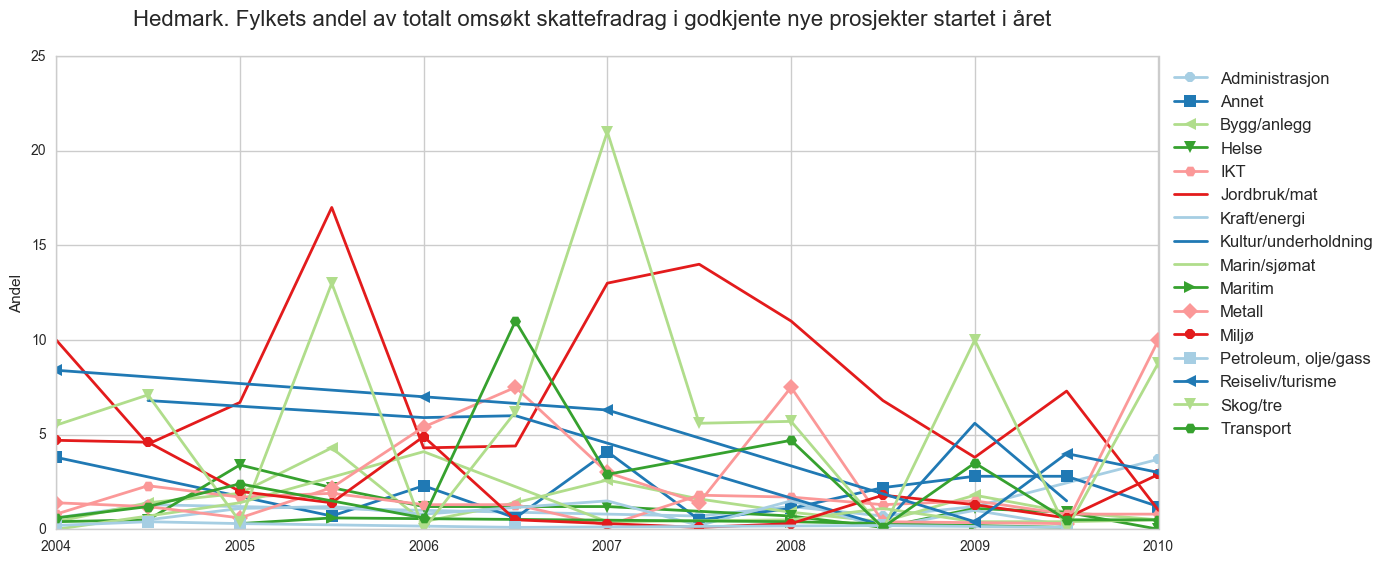 Hedmark. Fylkets andel av totalt omsøkt skattefradrag i godkjente nye prosjekter startet i året
25
20
15
10
5
0
Andel
2004 2005 2006 2007 2008 2009 2010
Administrasjon
Annet
Bygg/anlegg
Helse
IKT
Jordbruk/mat
Kraft/energi
Kultur/underholdning
Marin/sjømat
Maritim
Metall
Miljø
Petroleum, olje/gass
Reiseliv/turisme
Skog/tre
Transport